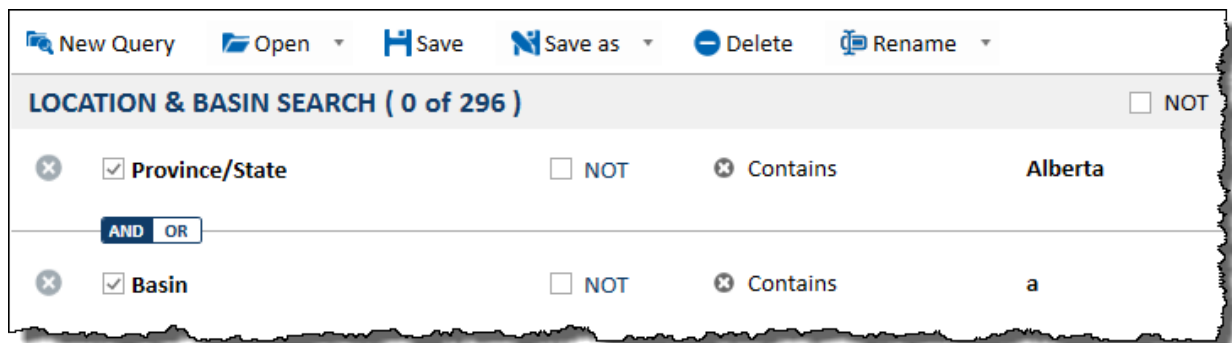 New Query Open Save Save as Delete Rename
LOCATION & BASIN SEARCH ( 0 of 296 ) NOT
Province/State NOT Contains Alberta
AND OR
Basin NOT Contains a